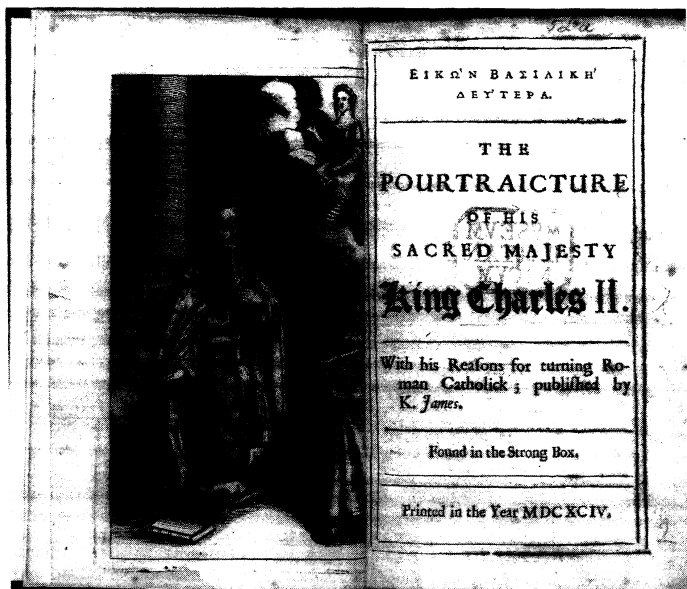 ΕΙΚΩ'Ν ΒΑΣΙΛΙΚΗ'
ΔΕΥ'ΤΕΡΑ.
THE
POURTRAICTURE
OF HIS
SACRED MAJESTY
King Charles II.
With his Reaſons for turning Ro-
man Catholick; publiſhed by
K. James.
Found in the Strong Box.
Printed in the Year MDCXCIV.
2